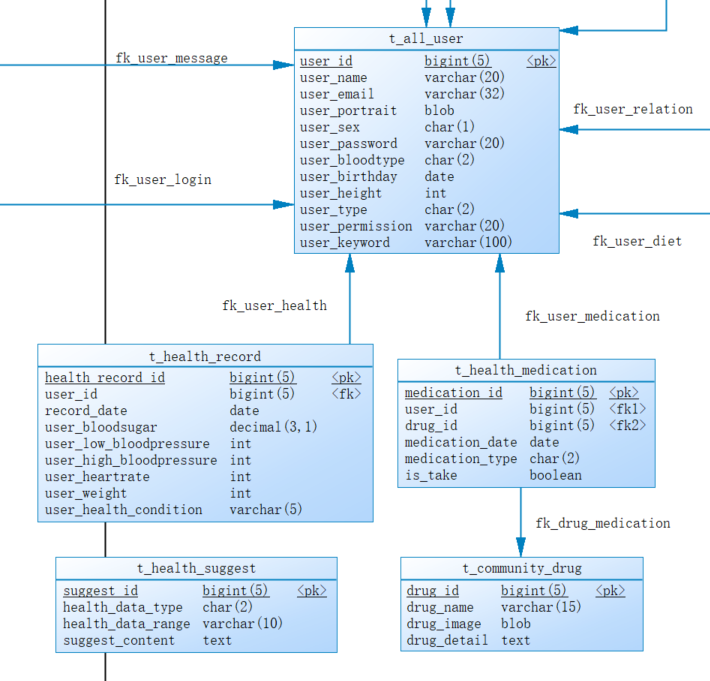 t_all_user
user_id bigint(5) <pk>
user_name varchar(20)
user_email varchar(32)
user_portrait blob
user_sex char(1)
user_password varchar(20)
user_bloodtype char(2)
user_birthday date
user_height int
user_type char(2)
user_permission varchar(20)
user_keyword varchar(100)
fk_user_message
fk_user_login
fk_user_relation
fk_user_diet
fk_user_health
fk_user_medication
t_health_record
health_record_id bigint(5) <pk>
user_id bigint(5) <fk>
record_date date
user_bloodsugar decimal(3,1)
user_low_bloodpressure int
user_high_bloodpressure int
user_heartrate int
user_weight int
user_health_condition varchar(5)
t_health_medication
medication_id bigint(5) <pk>
user_id bigint(5) <fk1>
drug_id bigint(5) <fk2>
medication_date date
medication_type char(2)
is_take boolean
fk_drug_medication
t_health_suggest
suggest_id bigint(5) <pk>
health_data_type char(2)
health_data_range varchar(10)
suggest_content text
t_community_drug
drug_id bigint(5) <pk>
drug_name varchar(15)
drug_image blob
drug_detail text